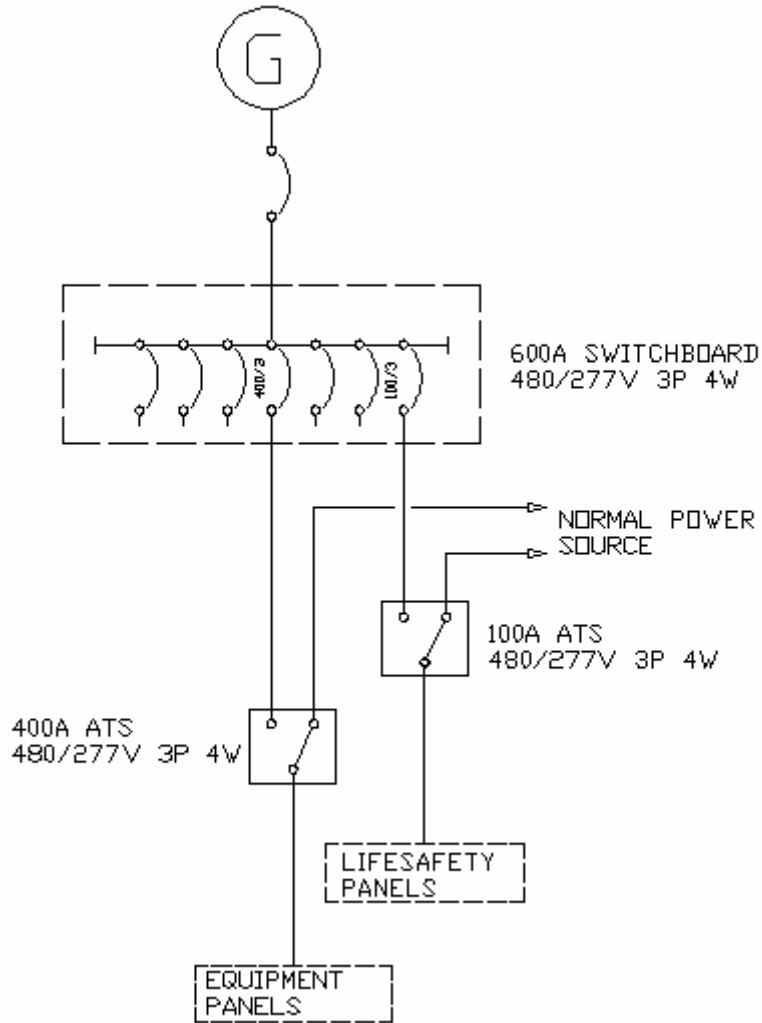 G
400/3
100/3
600A SWITCHBOARD
480/277V 3P 4W
NORMAL POWER
SOURCE
100A ATS
480/277V 3P 4W
400A ATS
480/277V 3P 4W
LIFESAFETY
PANELS
EQUIPMENT
PANELS